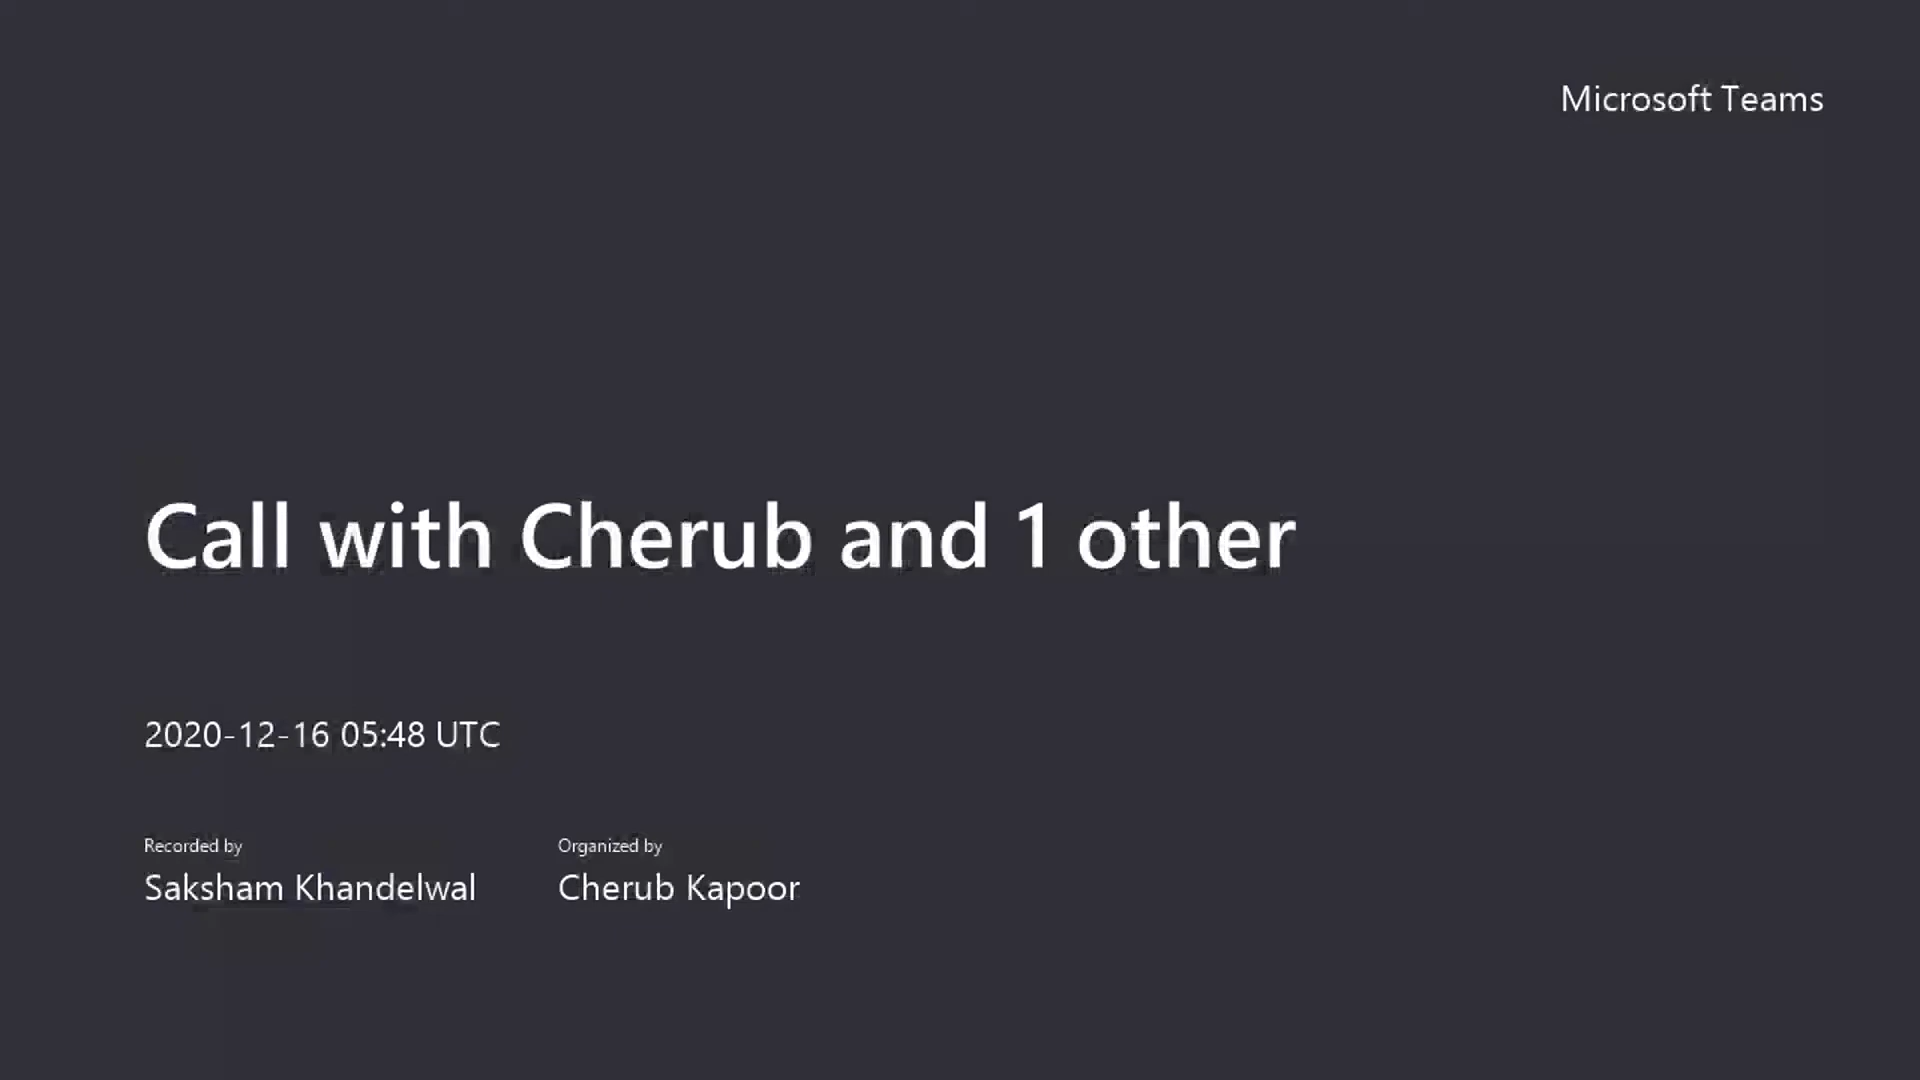 Microsoft Teams
Call with Cherub and 1 other
2020-12-16 05:48 UTC
Recorded by
Saksham Khandelwal
Organized by
Cherub Kapoor